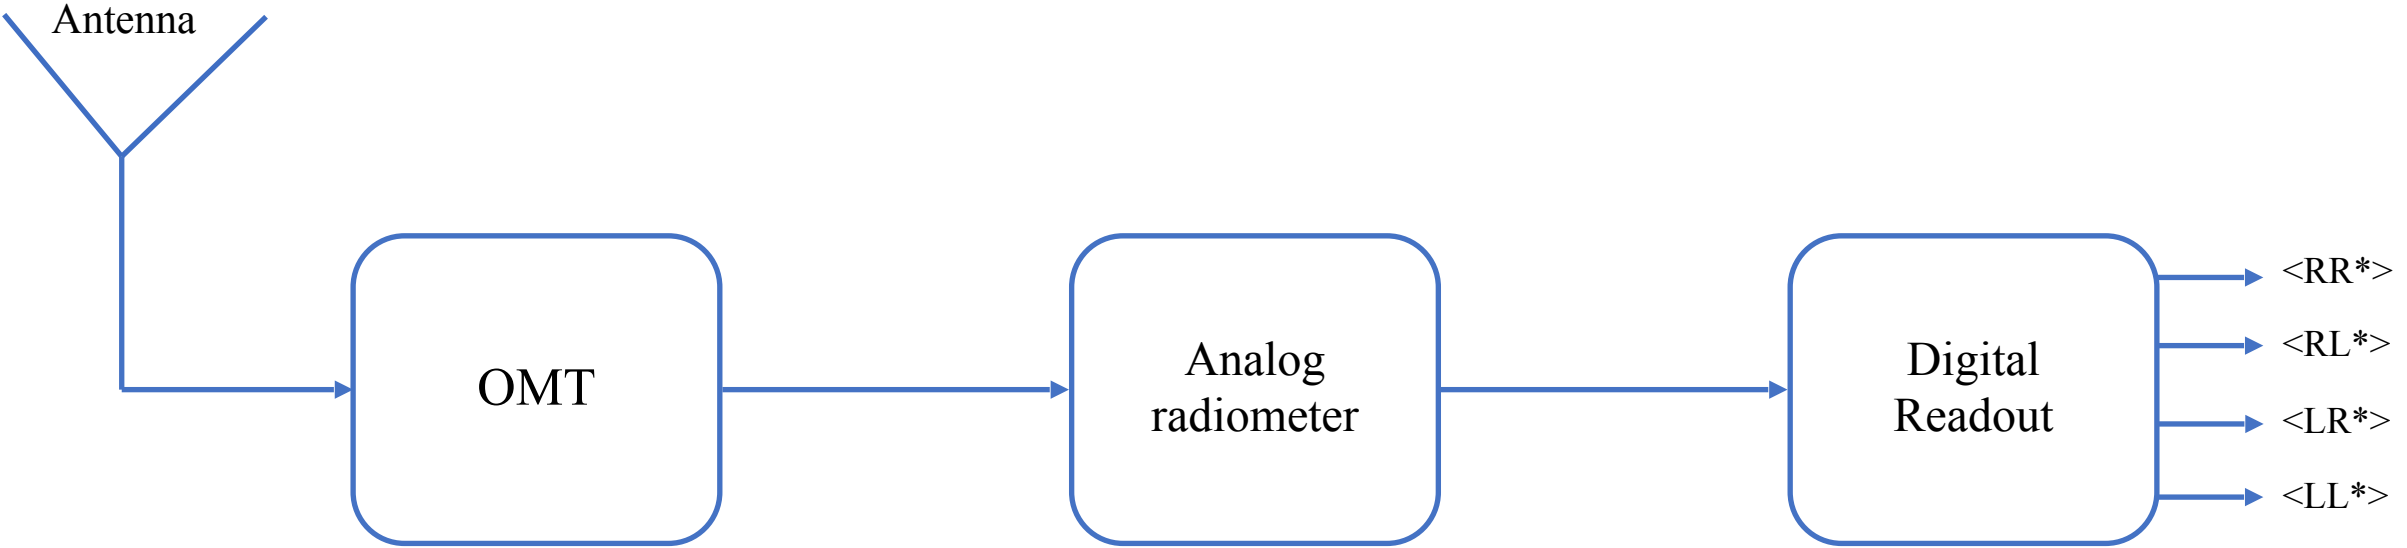 Antenna
OMT
Analog
radiometer
Digital
Readout
<RR*>
<RL*>
<LR*>
<LL*>